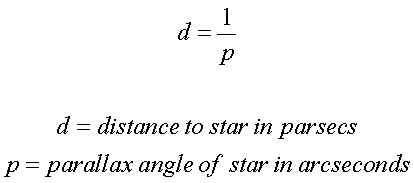 d = 1/p
d = distance to star in parsecs
p = parallax angle of star in arcseconds